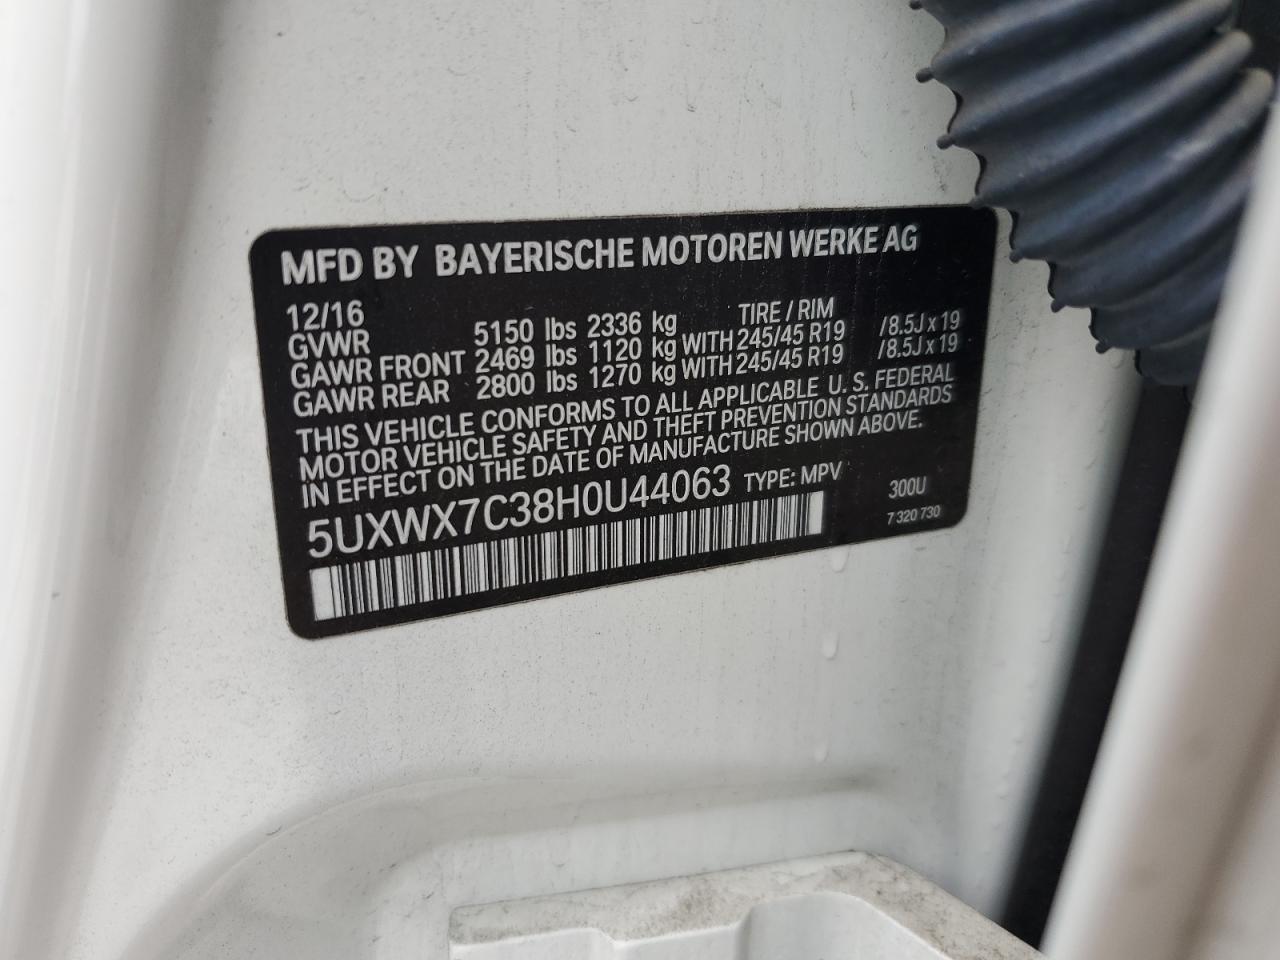 MFD BY BAYERISCHE MOTOREN WERKE AG
12/16 TIRE / RIM
GVWR 5150 lbs 2336 kg
GAWR FRONT 2469 lbs 1120 kg WITH 245/45 R19 /8.5J x 19
GAWR REAR 2800 lbs 1270 kg WITH 245/45 R19 /8.5J x 19
THIS VEHICLE CONFORMS TO ALL APPLICABLE U. S. FEDERAL
MOTOR VEHICLE SAFETY AND THEFT PREVENTION STANDARDS
IN EFFECT ON THE DATE OF MANUFACTURE SHOWN ABOVE.
5UXWX7C38H0U44063 TYPE: MPV 300U
7 320 730